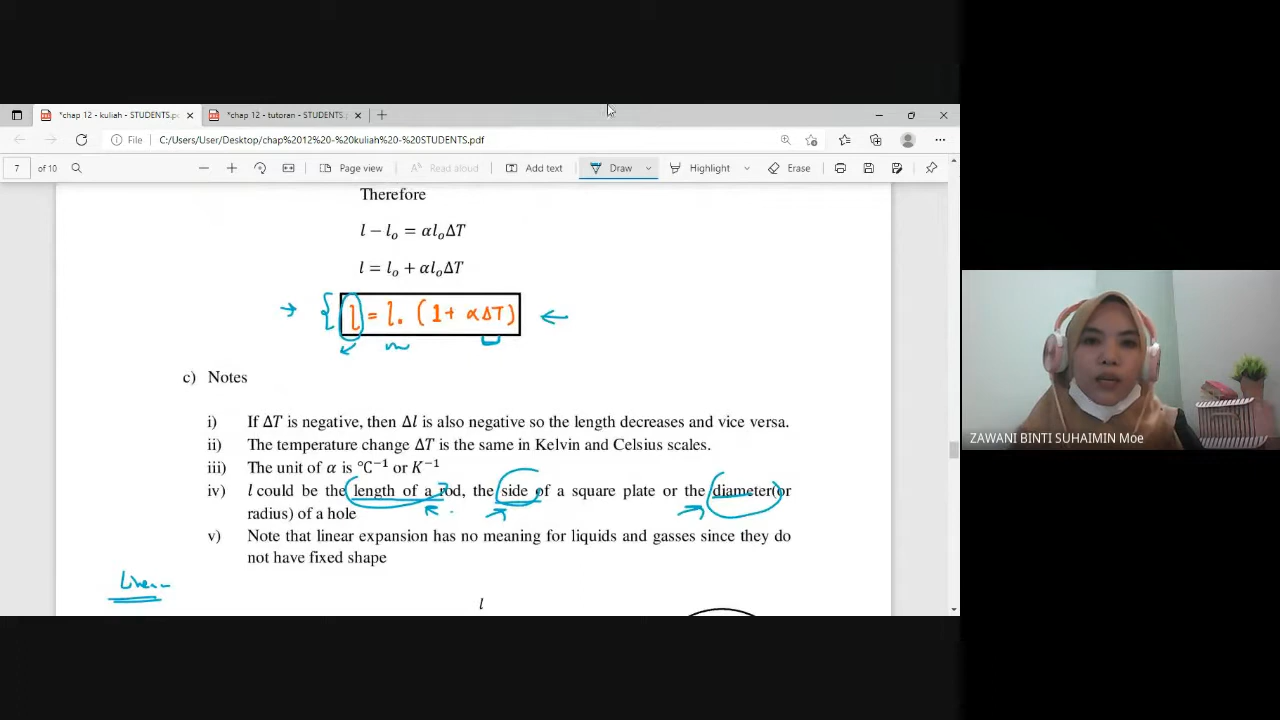 *chap 12 - kuliah - STUDENTS.p
*chap 12 - tutoran - STUDENTS.
File
C:/Users/User/Desktop/chap%2012%20-%20kuliah%20-%20STUDENTS.pdf
7 of 10
Page view
Read aloud
Add text
Draw
Highlight
Erase
Therefore
l − lₒ = αlₒΔT
l = lₒ + αlₒΔT
l = l₀ (1 + αΔT)
c) Notes
i) If ΔT is negative, then Δl is also negative so the length decreases and vice versa.
ii) The temperature change ΔT is the same in Kelvin and Celsius scales.
iii) The unit of α is °C⁻¹ or K⁻¹
iv) l could be the length of a rod, the side of a square plate or the diameter(or
radius) of a hole
v) Note that linear expansion has no meaning for liquids and gasses since they do
not have fixed shape
l
ZAWANI BINTI SUHAIMIN Moe